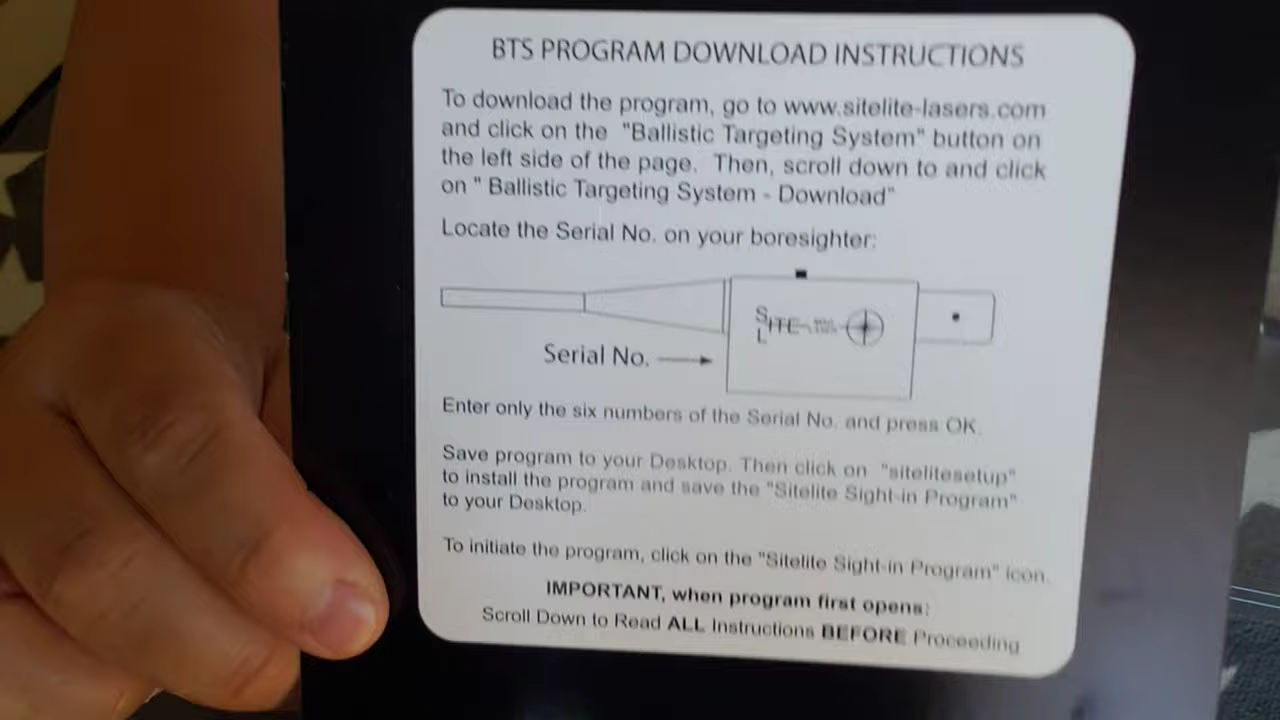 BTS PROGRAM DOWNLOAD INSTRUCTIONS
To download the program, go to www.sitelite-lasers.com
and click on the "Ballistic Targeting System" button on
the left side of the page. Then, scroll down to and click
on " Ballistic Targeting System - Download"
Locate the Serial No. on your boresighter:
SITE
L
Serial No.
Enter only the six numbers of the Serial No. and press OK.
Save program to your Desktop. Then click on "sitelitesetup"
to install the program and save the "Sitelite Sight-in Program"
to your Desktop.
To initiate the program, click on the "Sitelite Sight-in Program" icon.
IMPORTANT, when program first opens:
Scroll Down to Read ALL Instructions BEFORE Proceeding